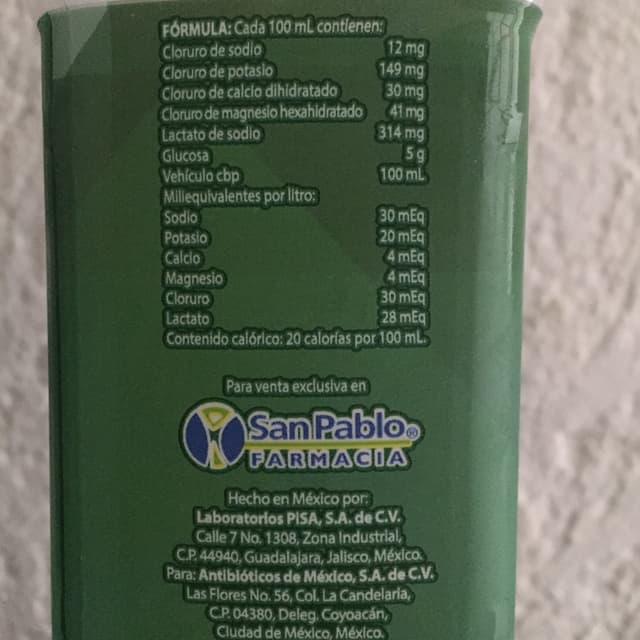 FÓRMULA: Cada 100 mL contienen:
Cloruro de sodio 12 mg
Cloruro de potasio 149 mg
Cloruro de calcio dihidratado 30 mg
Cloruro de magnesio hexahidratado 41 mg
Lactato de sodio 314 mg
Glucosa 5 g
Vehículo cbp 100 mL
Miliequivalentes por litro:
Sodio 30 mEq
Potasio 20 mEq
Calcio 4 mEq
Magnesio 4 mEq
Cloruro 30 mEq
Lactato 28 mEq
Contenido calórico: 20 calorías por 100 mL.
Para venta exclusiva en
San Pablo®
FARMACIA
Hecho en México por:
Laboratorios PiSA, S.A. de C.V.
Calle 7 No. 1308, Zona Industrial,
C.P. 44940, Guadalajara, Jalisco, México.
Para: Antibióticos de México, S.A. de C.V.
Las Flores No. 56, Col. La Candelaria,
C.P. 04380, Deleg. Coyoacán,
Ciudad de México, México.